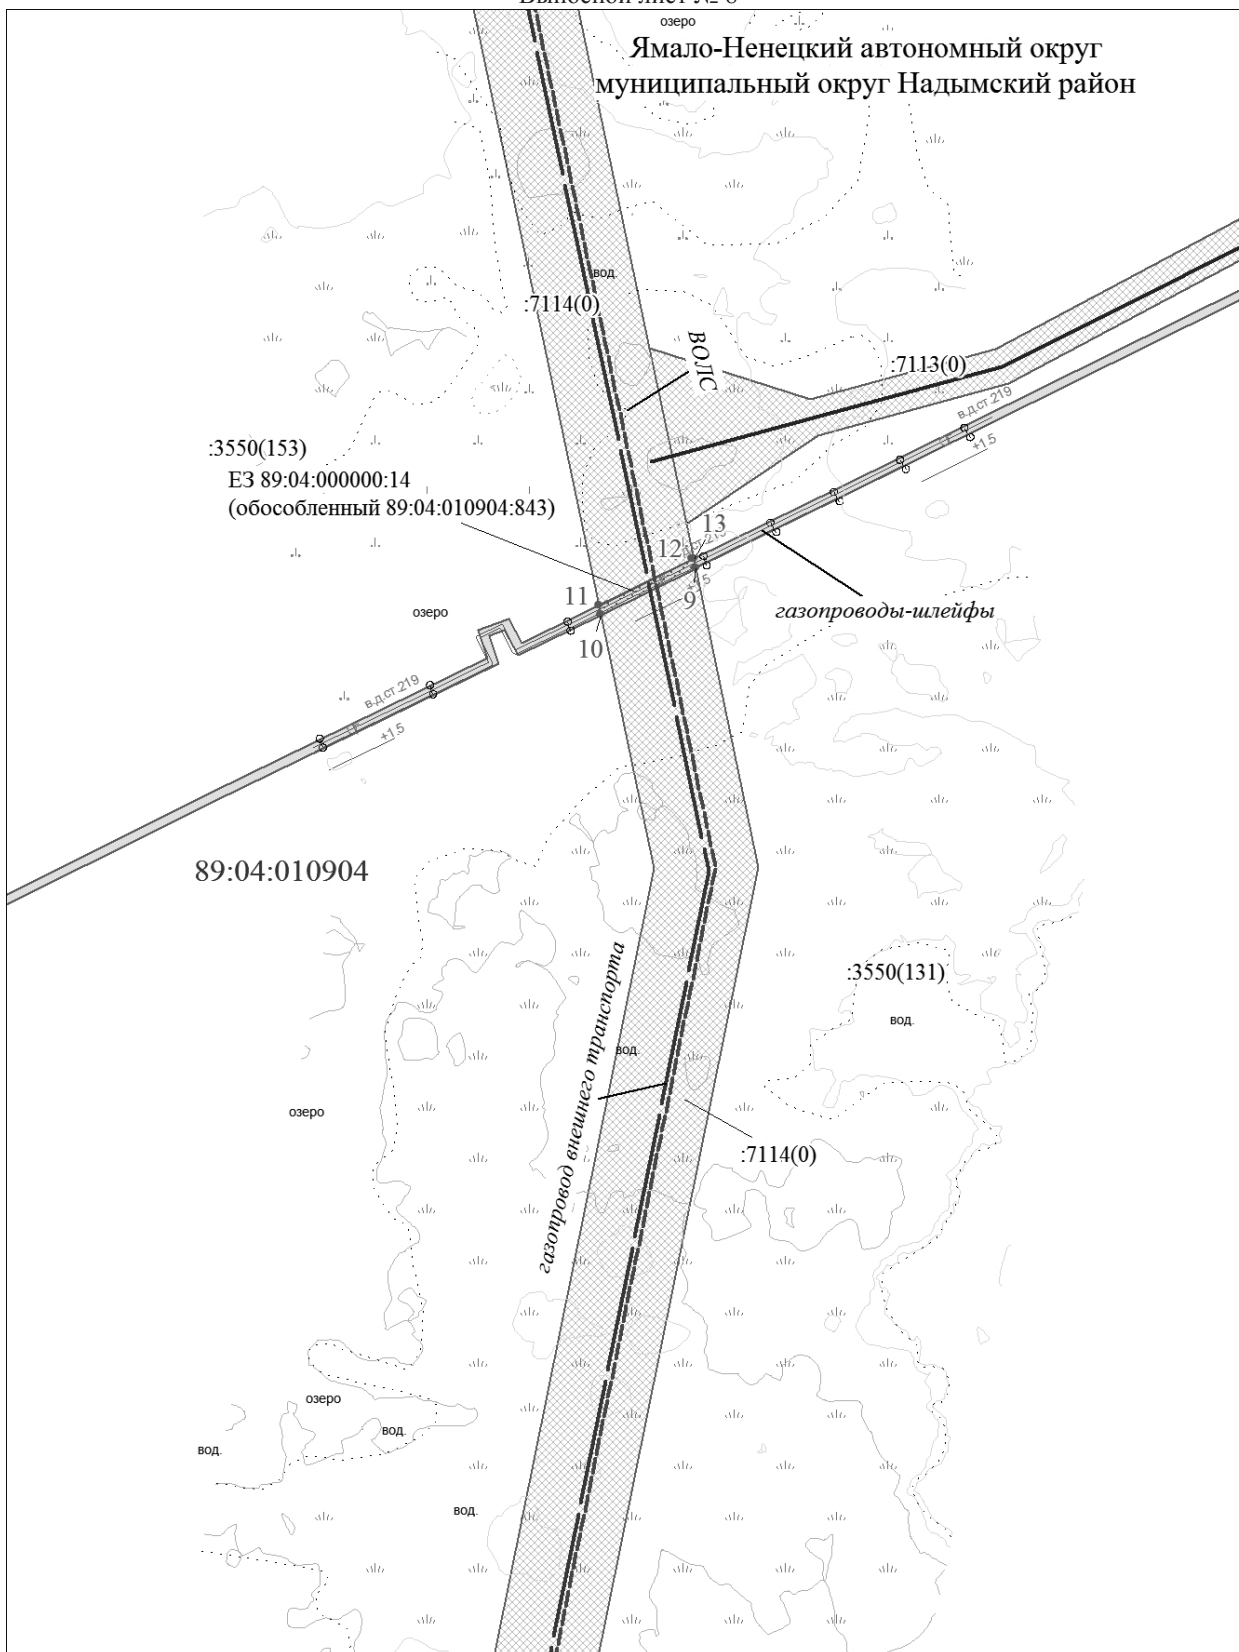 озеро
Ямало-Ненецкий автономный округ
муниципальный округ Надымский район
вод.
:7114(0)
ВОЛС
:7113(0)
в.д.ст.219
+1.5
:3550(153)
ЕЗ 89:04:000000:14
(обособленный 89:04:010904:843)
13
12
11
9
10
газопроводы-шлейфы
озеро
в.д.ст.219
+1.5
89:04:010904
газопровод внешнего транспорта
:3550(131)
вод.
вод.
озеро
:7114(0)
озеро
вод.
вод.
вод.